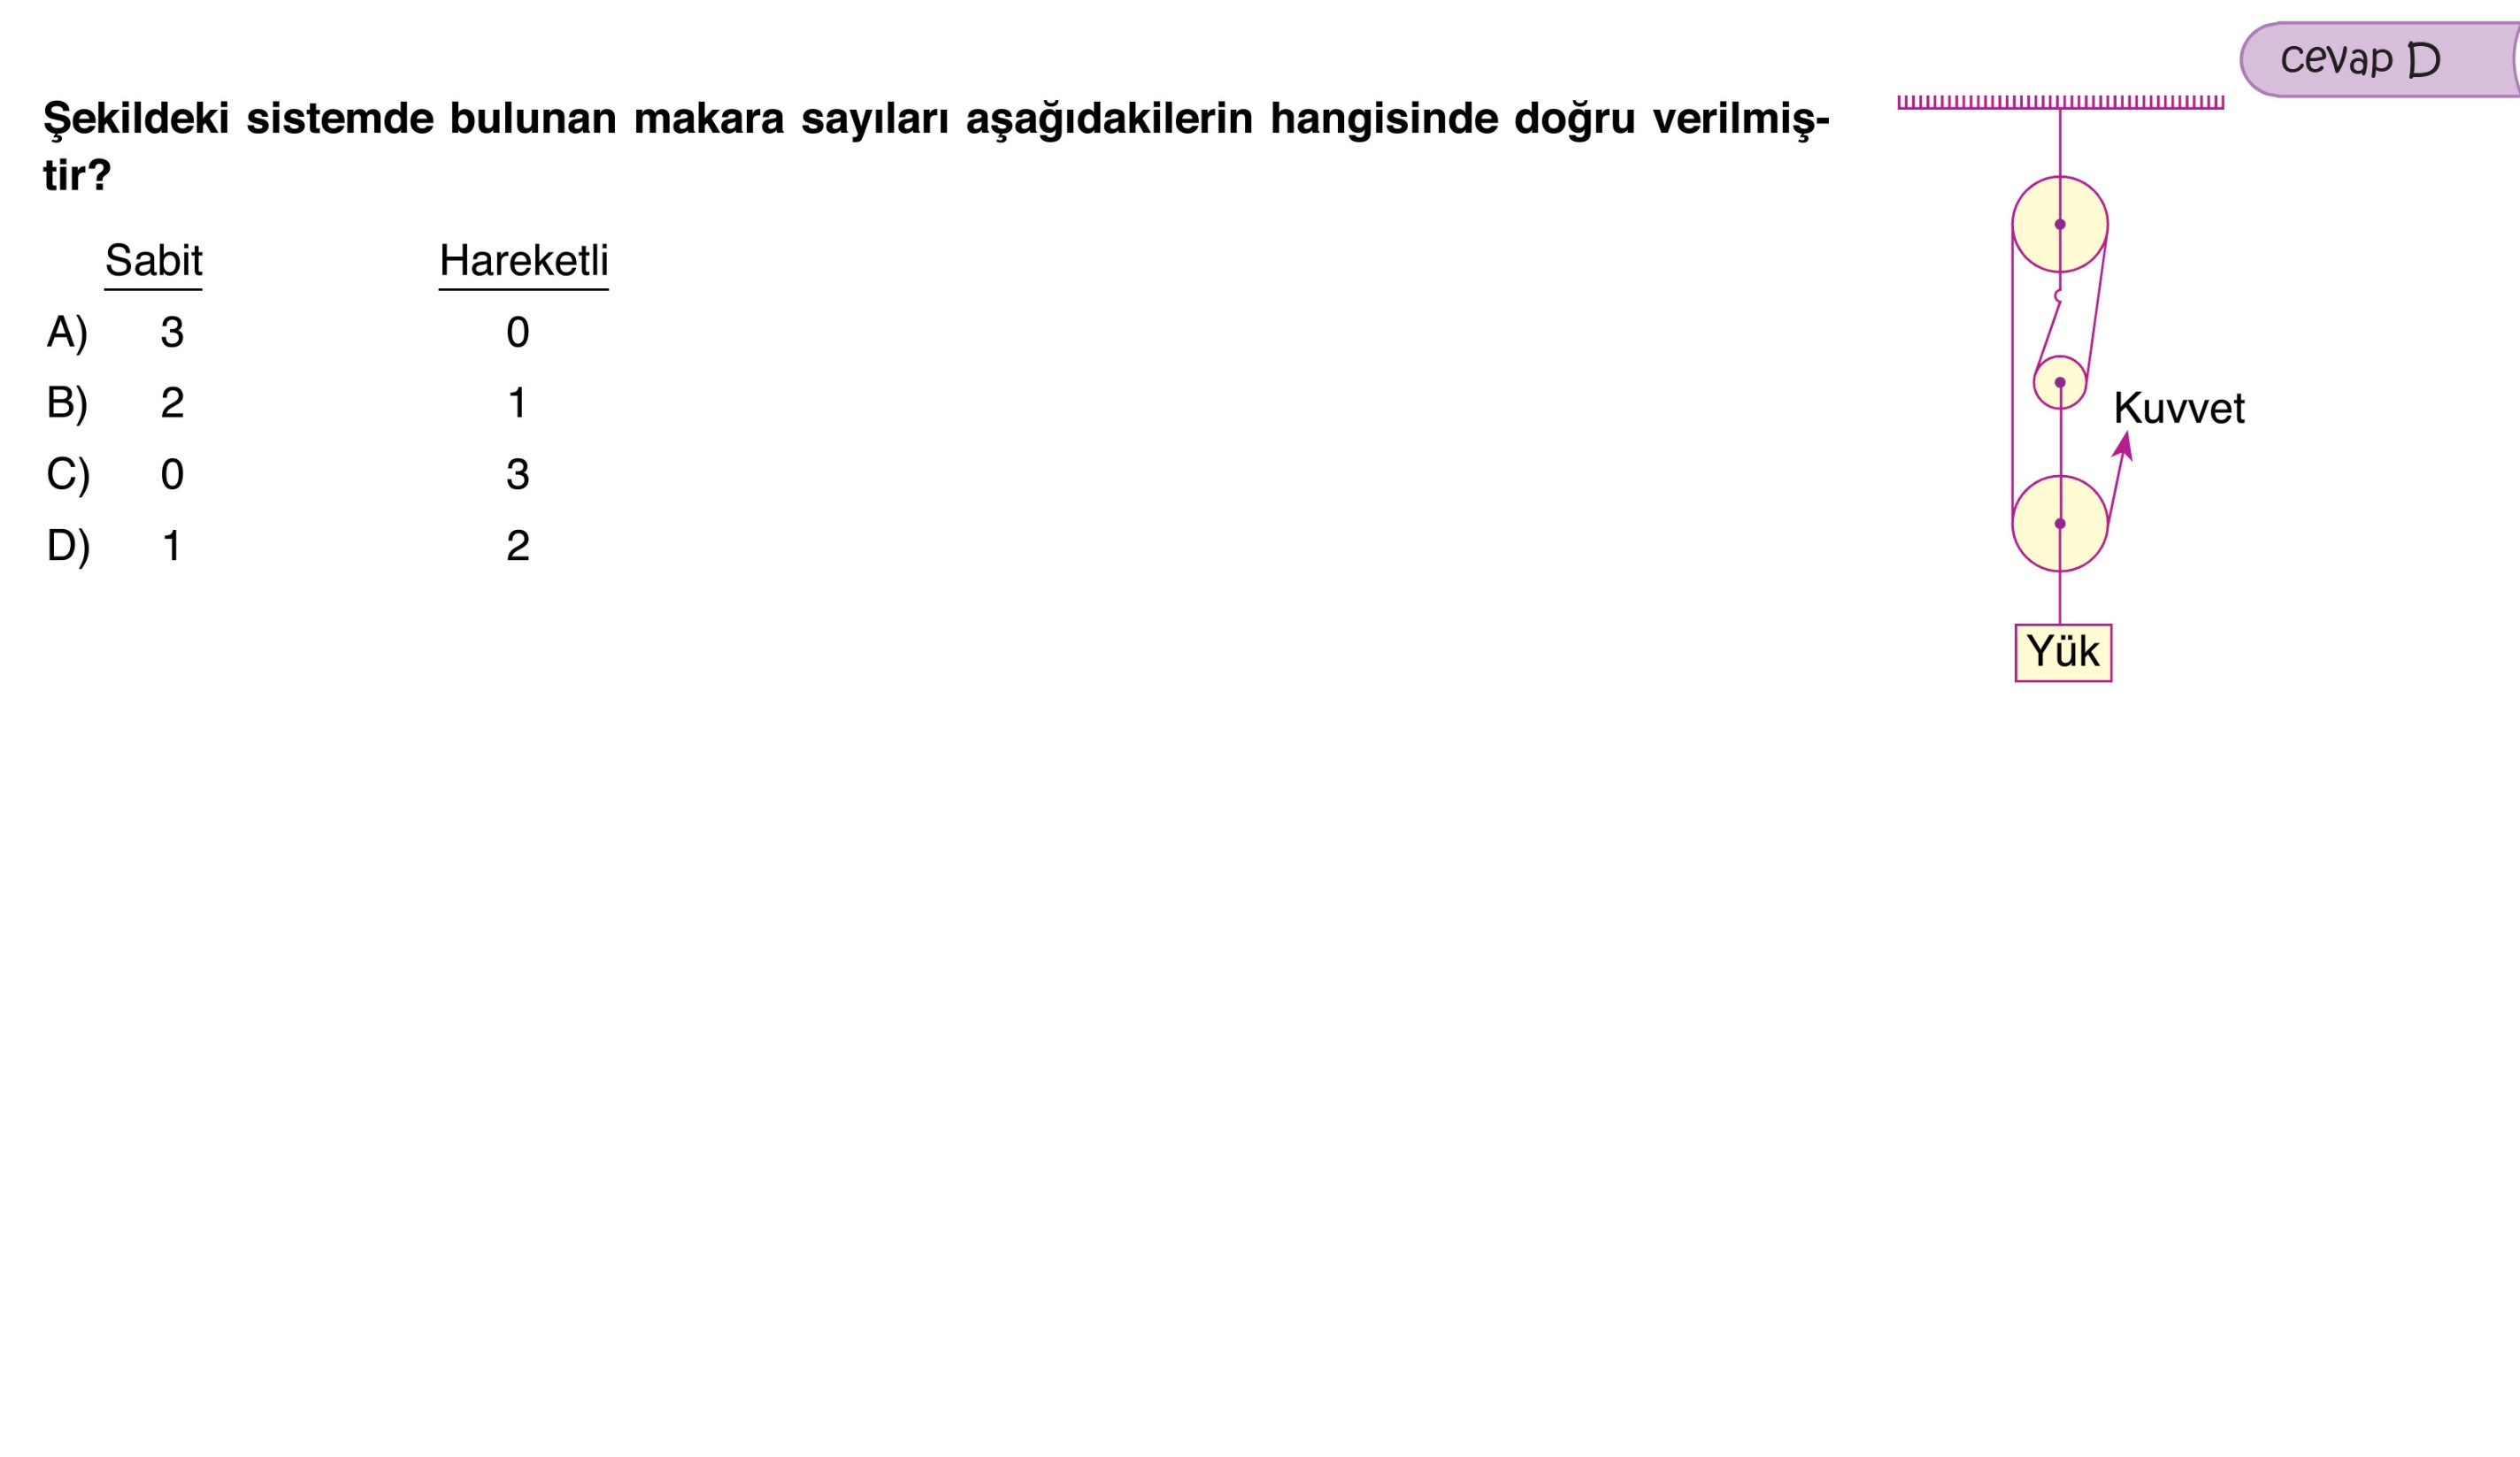 cevap D
Şekildeki sistemde bulunan makara sayıları aşağıdakilerin hangisinde doğru verilmiş-
tir?
Sabit Hareketli
A) 3 0
B) 2 1
C) 0 3
D) 1 2
Kuvvet
Yük